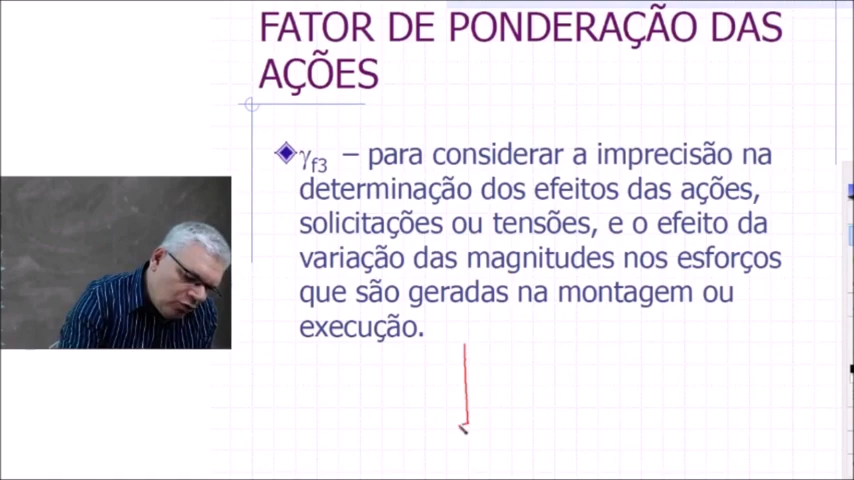 FATOR DE PONDERAÇÃO DAS
AÇÕES
γf3 – para considerar a imprecisão na
determinação dos efeitos das ações,
solicitações ou tensões, e o efeito da
variação das magnitudes nos esforços
que são geradas na montagem ou
execução.